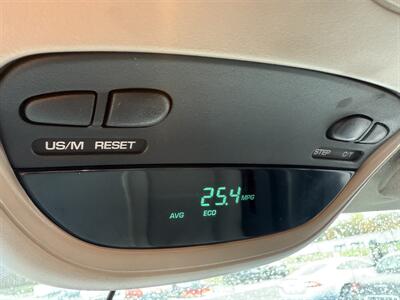 US/M RESET
STEP C/T
25.4 MPG
AVG ECO